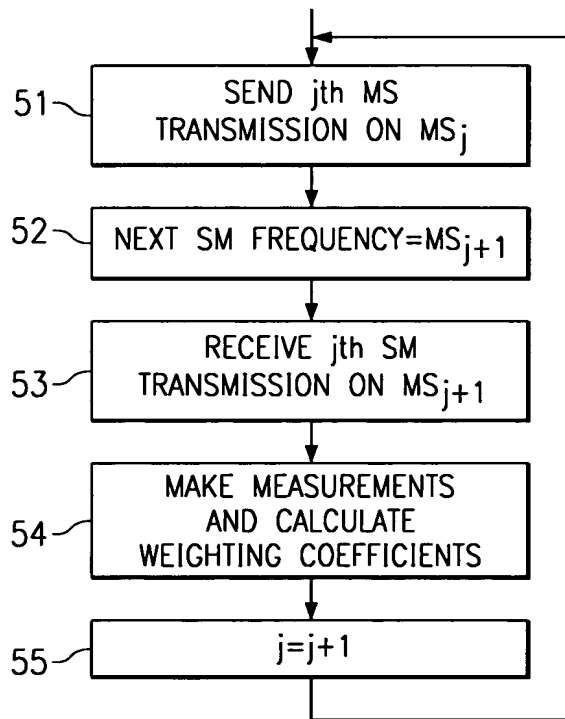 51
SEND jth MS
TRANSMISSION ON MSj
52
NEXT SM FREQUENCY=MSj+1
53
RECEIVE jth SM
TRANSMISSION ON MSj+1
54
MAKE MEASUREMENTS
AND CALCULATE
WEIGHTING COEFFICIENTS
55
j=j+1